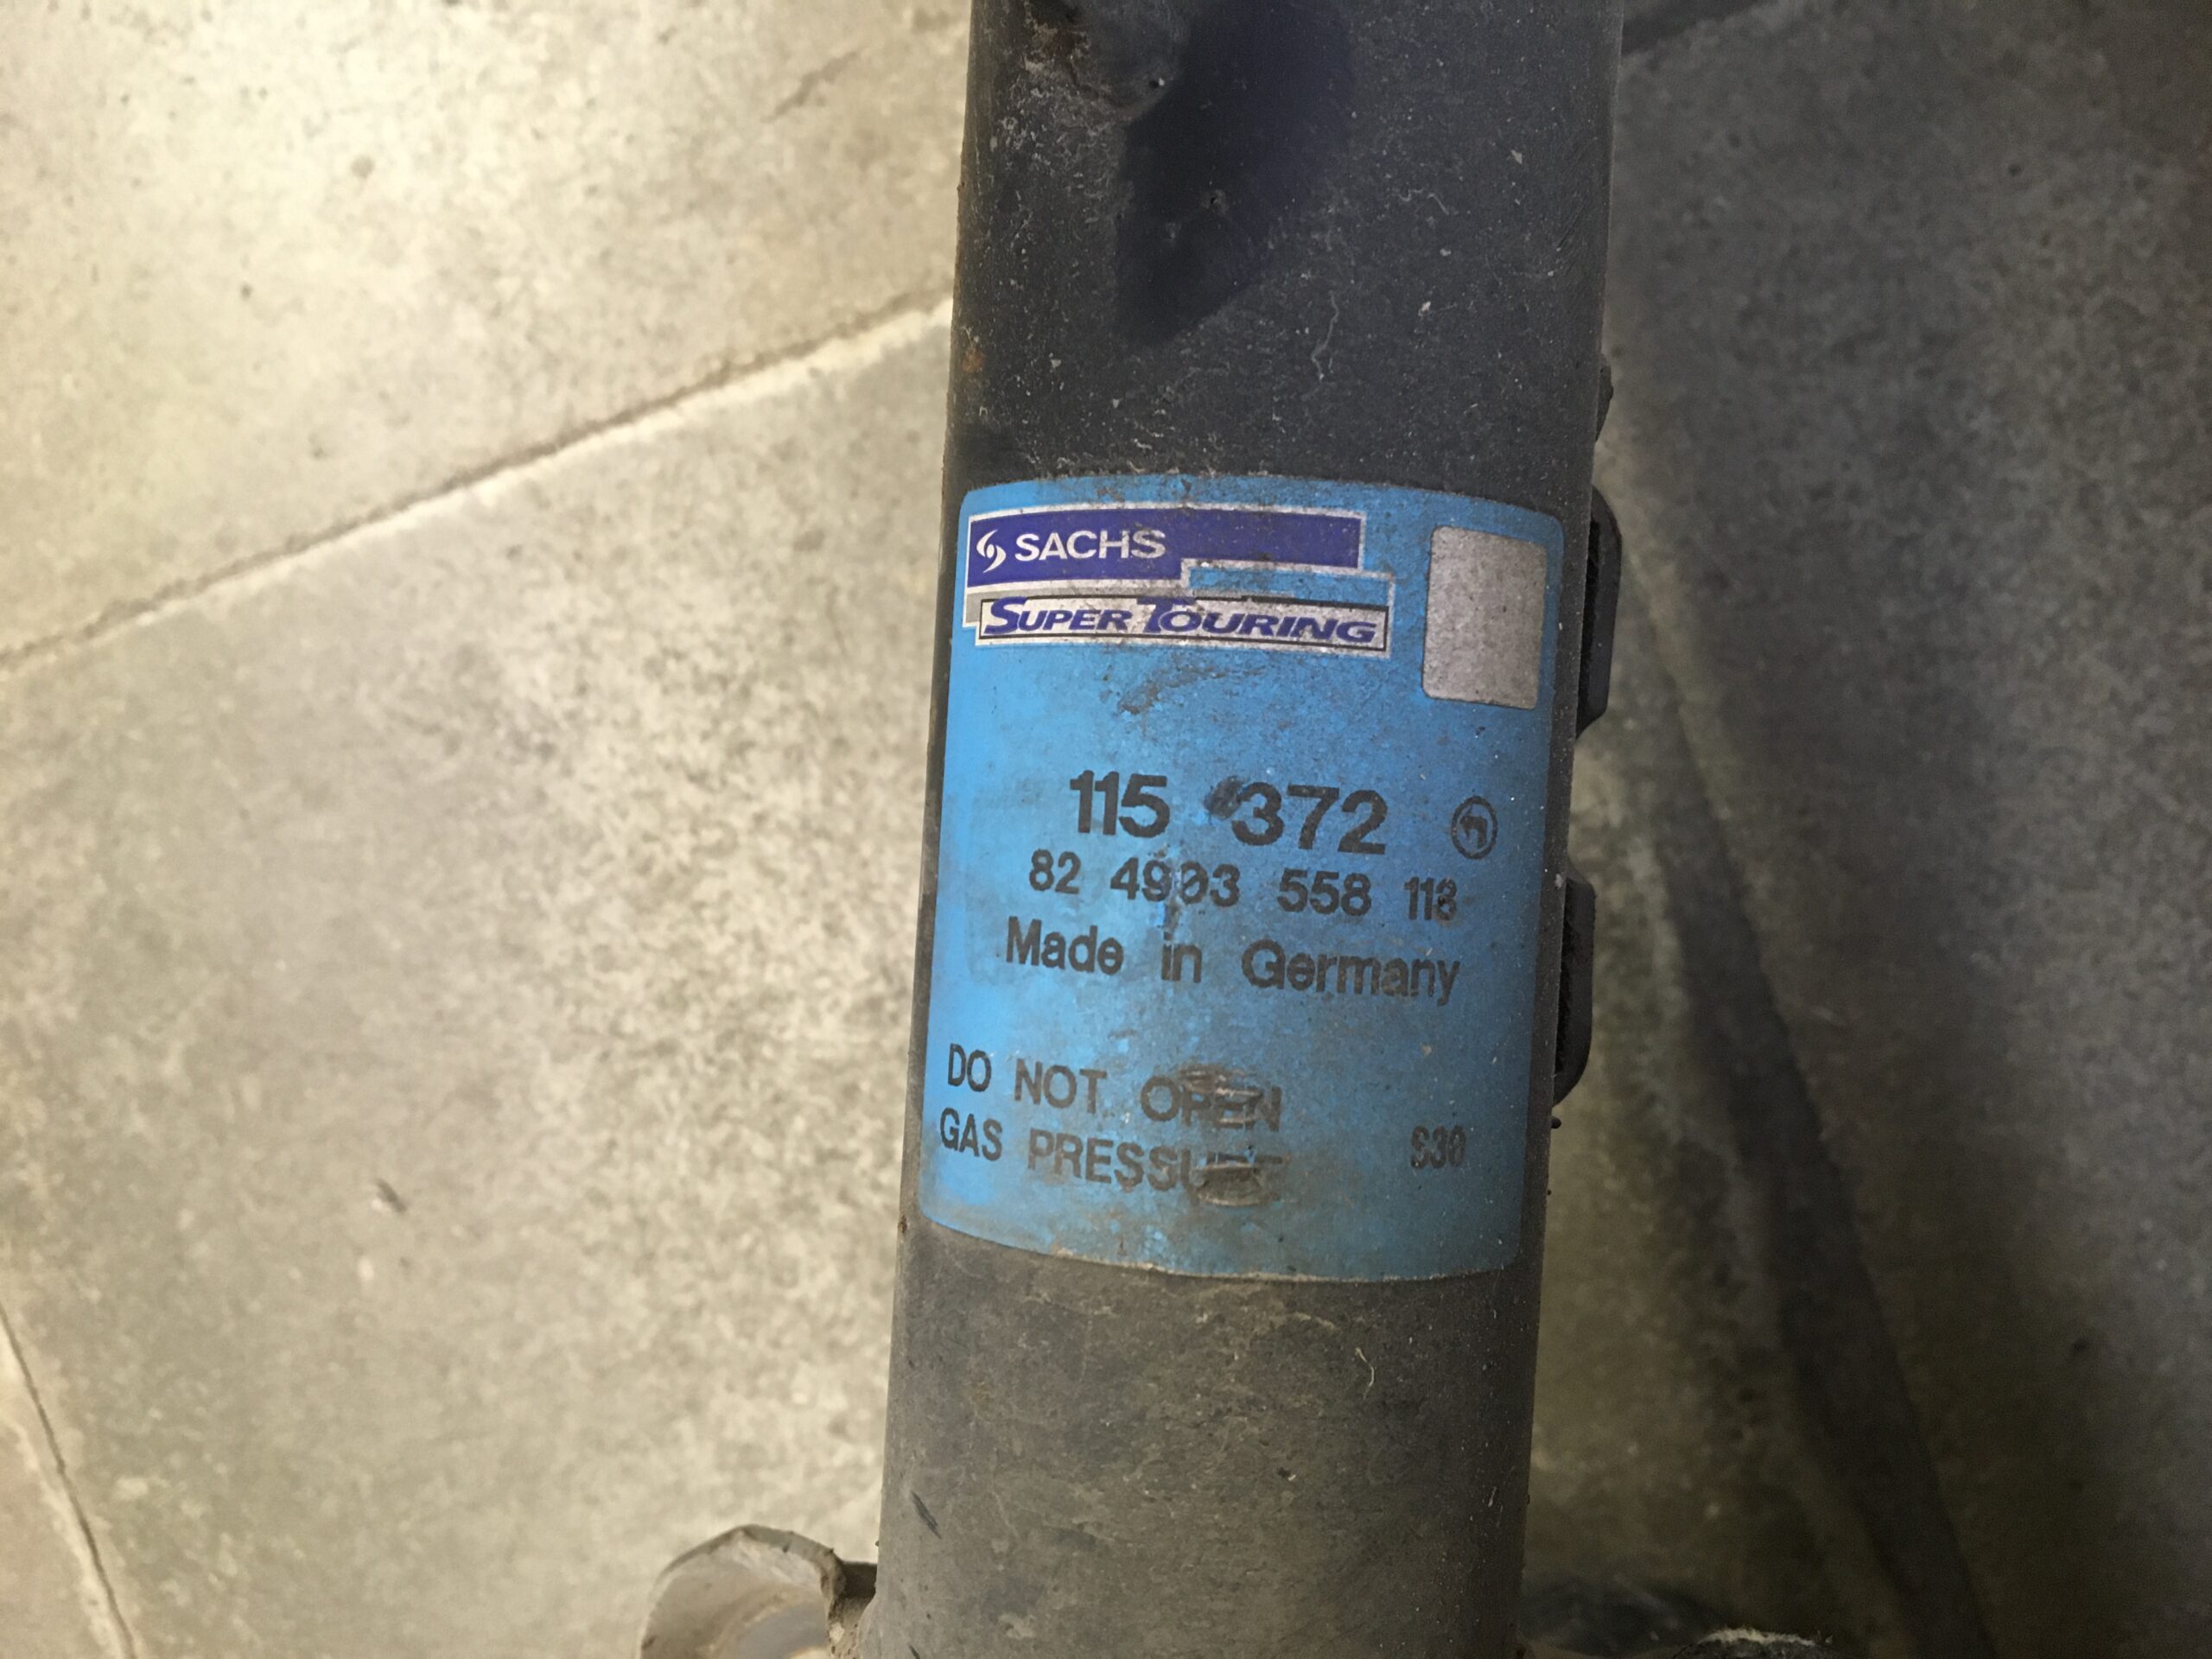 SACHS
SUPER TOURING
115 372
82 4903 558 118
Made in Germany
DO NOT OPEN
GAS PRESSURE S30